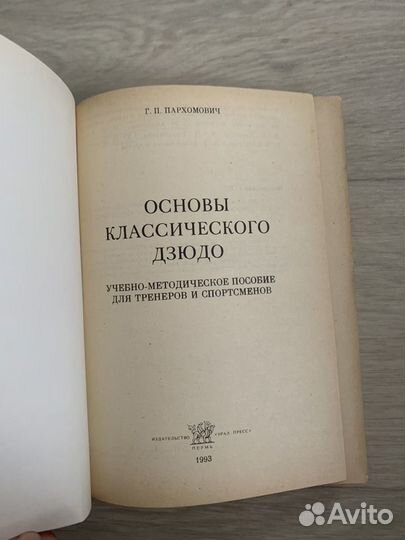 Г. П. ПАРХОМОВИЧ
ОСНОВЫ
КЛАССИЧЕСКОГО
ДЗЮДО
УЧЕБНО-МЕТОДИЧЕСКОЕ ПОСОБИЕ
ДЛЯ ТРЕНЕРОВ И СПОРТСМЕНОВ
ИЗДАТЕЛЬСТВО «УРАЛ ПРЕСС»
ПЕРМЬ
1993
Avito